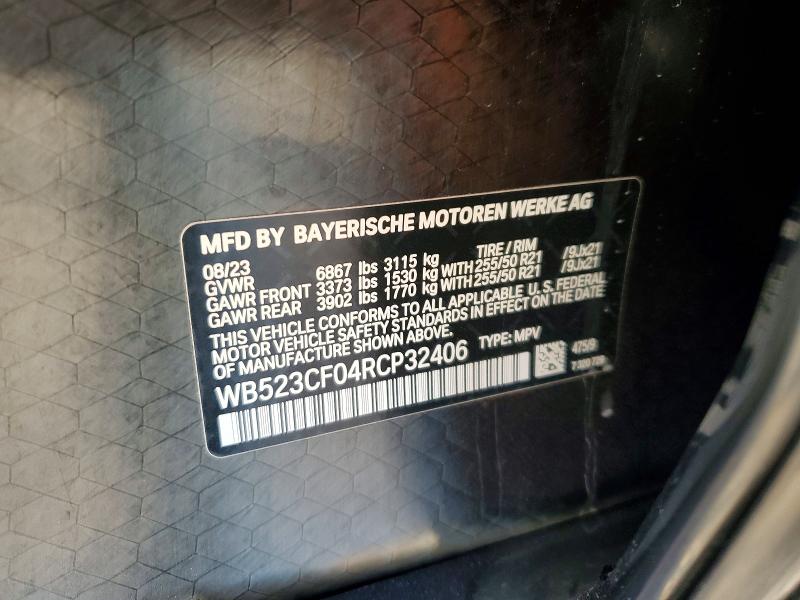 MFD BY BAYERISCHE MOTOREN WERKE AG
08/23 TIRE / RIM
GVWR 6867 lbs 3115 kg
GAWR FRONT 3373 lbs 1530 kg WITH 255/50 R21 /9Jx21
GAWR REAR 3902 lbs 1770 kg WITH 255/50 R21 /9Jx21
THIS VEHICLE CONFORMS TO ALL APPLICABLE U.S. FEDERAL
MOTOR VEHICLE SAFETY STANDARDS IN EFFECT ON THE DATE
OF MANUFACTURE SHOWN ABOVE.
WB523CF04RCP32406 TYPE: MPV
475/9